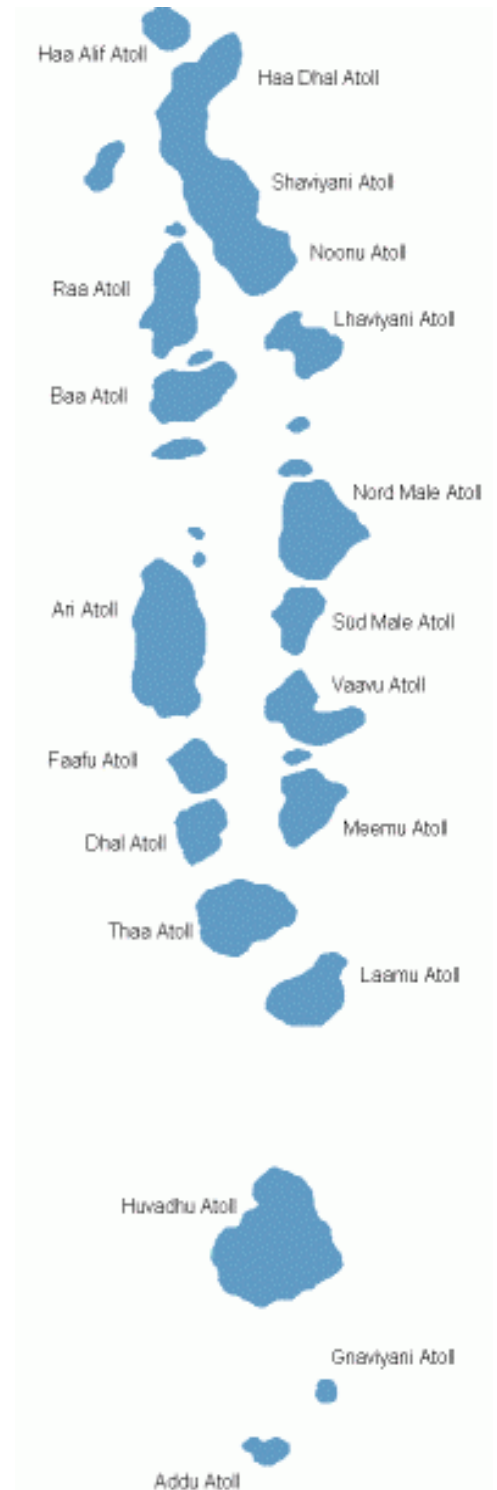 Haa Alif Atoll
Haa Dhal Atoll
Shaviyani Atoll
Noonu Atoll
Raa Atoll
Lhaviyani Atoll
Baa Atoll
Nord Male Atoll
Ari Atoll
Süd Male Atoll
Vaavu Atoll
Faafu Atoll
Meemu Atoll
Dhal Atoll
Thaa Atoll
Laamu Atoll
Huvadhu Atoll
Gnaviyani Atoll
Addu Atoll